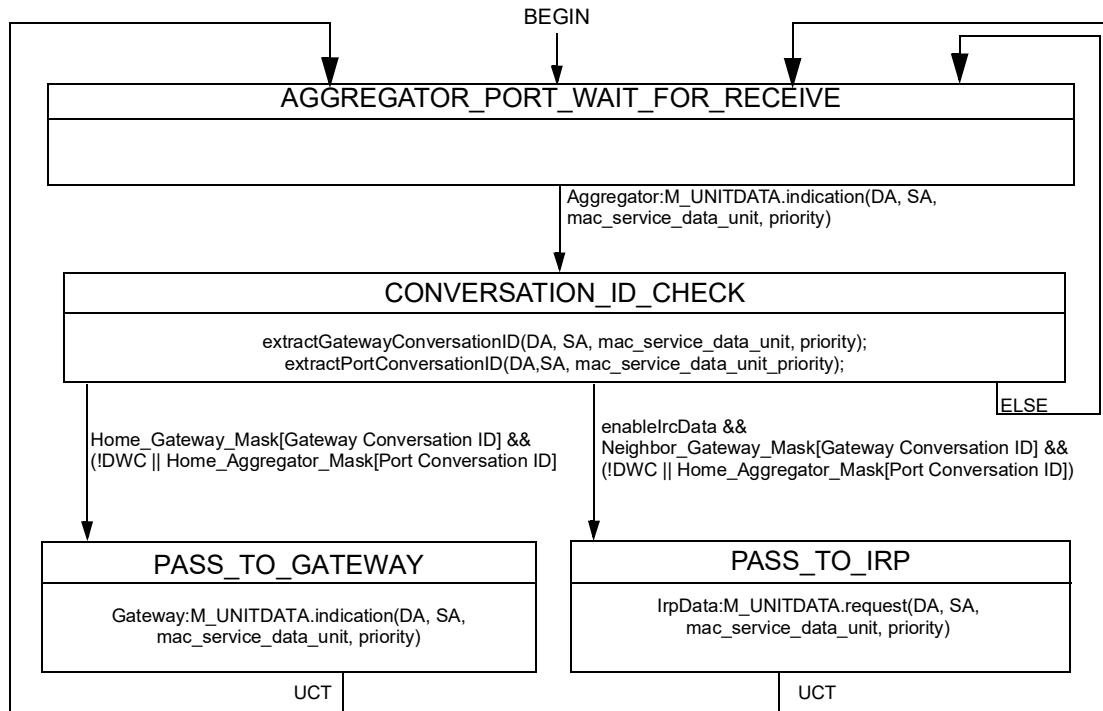 BEGIN
AGGREGATOR_PORT_WAIT_FOR_RECEIVE
Aggregator:M_UNITDATA.indication(DA, SA,
mac_service_data_unit, priority)
CONVERSATION_ID_CHECK
extractGatewayConversationID(DA, SA, mac_service_data_unit, priority);
extractPortConversationID(DA,SA, mac_service_data_unit_priority);
ELSE
Home_Gateway_Mask[Gateway Conversation ID] &&
(!DWC || Home_Aggregator_Mask[Port Conversation ID]
enableIrcData &&
Neighbor_Gateway_Mask[Gateway Conversation ID] &&
(!DWC || Home_Aggregator_Mask[Port Conversation ID])
PASS_TO_GATEWAY
Gateway:M_UNITDATA.indication(DA, SA,
mac_service_data_unit, priority)
PASS_TO_IRP
IrpData:M_UNITDATA.request(DA, SA,
mac_service_data_unit, priority)
UCT
UCT